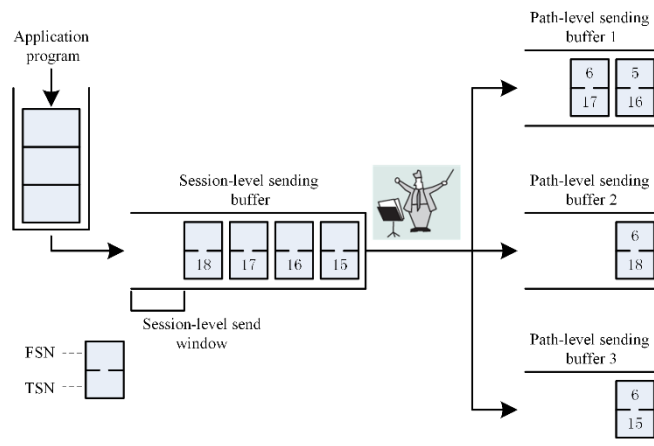 Application
program
Session-level sending
buffer
18 17 16 15
Session-level send
window
FSN
TSN
Path-level sending
buffer 1
6 5
17 16
Path-level sending
buffer 2
6
18
Path-level sending
buffer 3
6
15